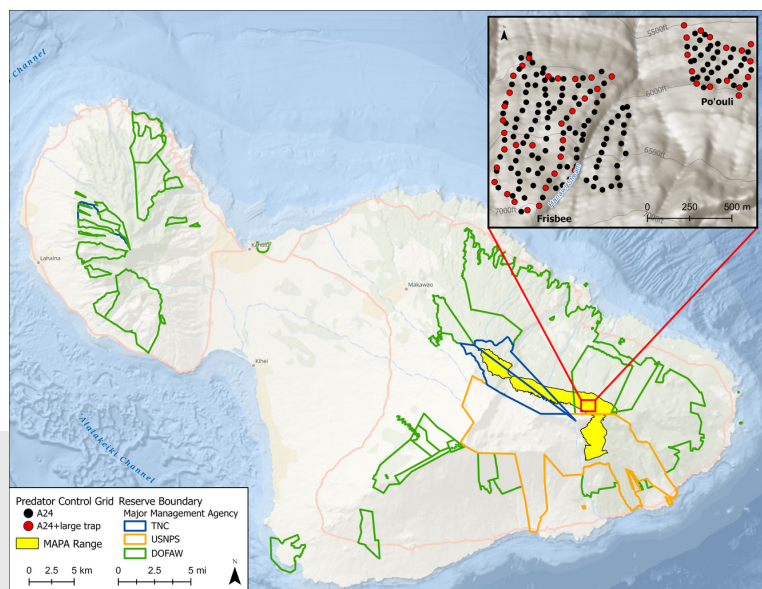 Channel
5500ft
6000ft
Po'ouli
6500ft
7000ft
Frisbee
0 250 500 m
Lahaina
Makawao
Kihei
Alalakeiki Channel
Predator Control Grid
A24
A24+large trap
MAPA Range
Reserve Boundary
Major Management Agency
TNC
USNPS
DOFAW
0 2.5 5 km
0 2.5 5 mi
N